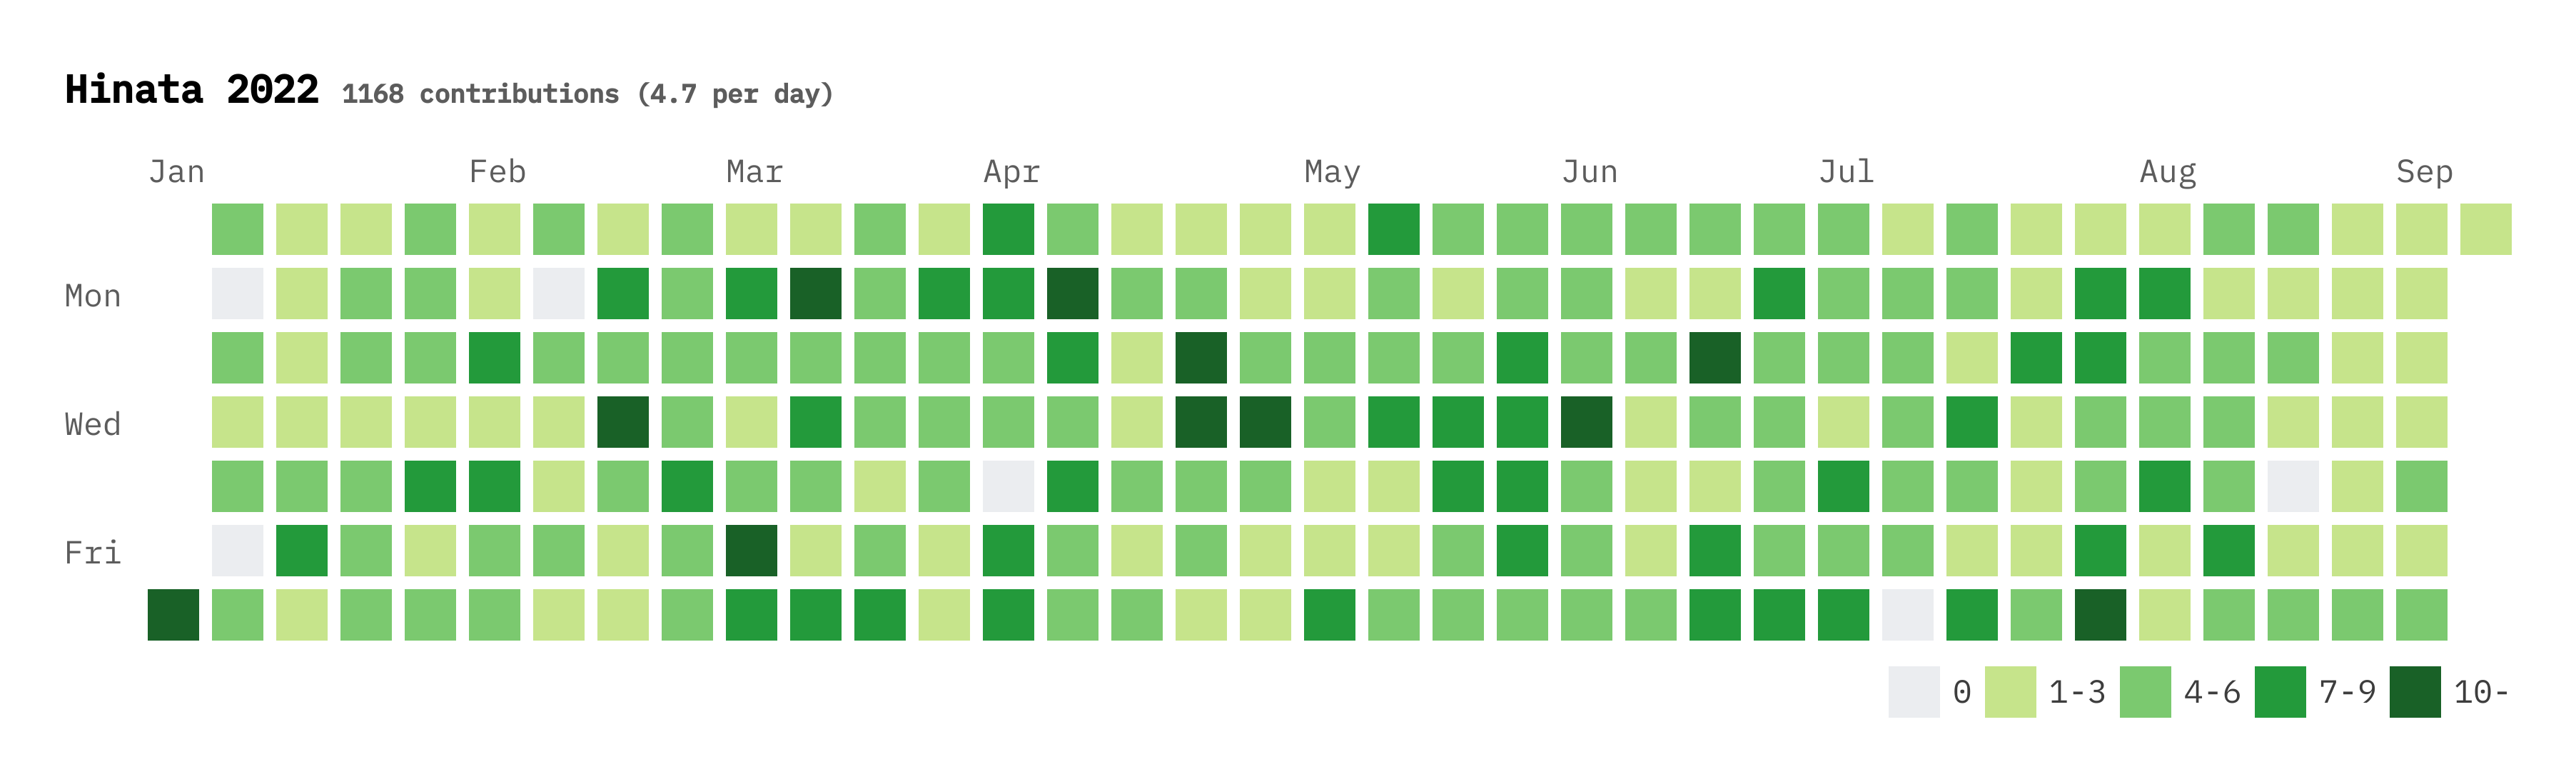 Hinata 2022 1168 contributions (4.7 per day)
Jan Feb Mar Apr May Jun Jul Aug Sep
Mon
Wed
Fri
0 1-3 4-6 7-9 10-